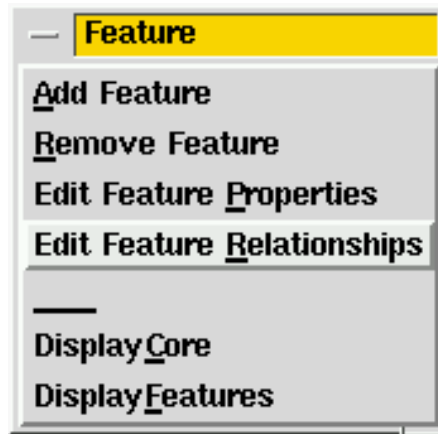 Feature
Add Feature
Remove Feature
Edit Feature Properties
Edit Feature Relationships
Display Core
Display Features